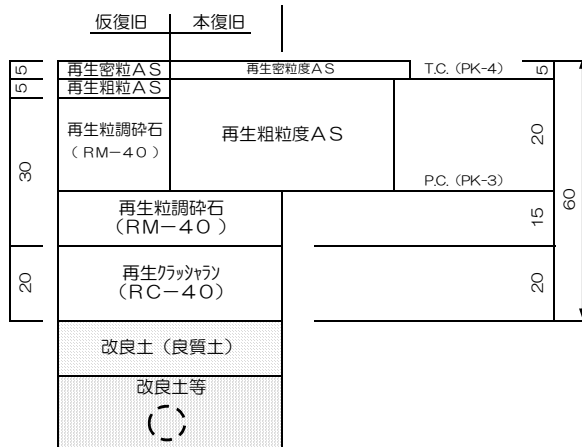 仮復旧 本復旧
5 再生密粒AS 再生密粒度AS T.C. (PK-4) 5
5 再生粗粒AS
再生粒調砕石
(RM-40)
再生粗粒度AS
20
30
P.C. (PK-3)
60
再生粒調砕石
(RM-40)
15
再生クラッシャラン
(RC-40)
20
20
改良土(良質土)
改良土等